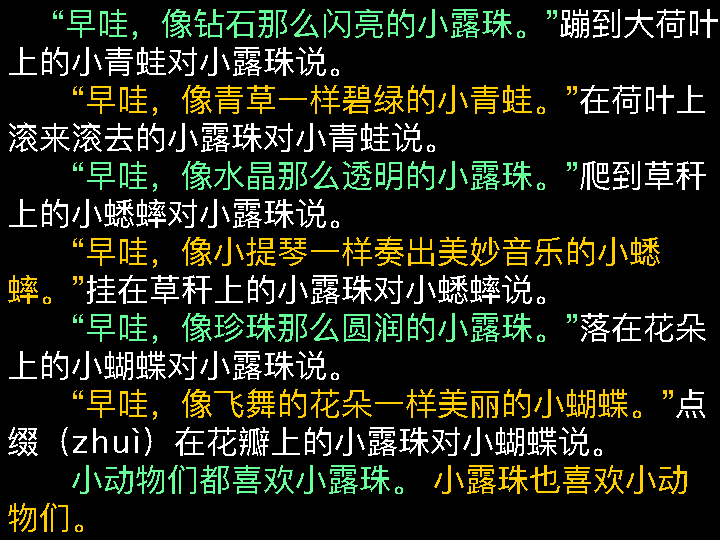 “早哇，像钻石那么闪亮的小露珠。”蹦到大荷叶
上的小青蛙对小露珠说。
“早哇，像青草一样碧绿的小青蛙。”在荷叶上
滚来滚去的小露珠对小青蛙说。
“早哇，像水晶那么透明的小露珠。”爬到草秆
上的小蟋蟀对小露珠说。
“早哇，像小提琴一样奏出美妙音乐的小蟋
蟀。”挂在草秆上的小露珠对小蟋蟀说。
“早哇，像珍珠那么圆润的小露珠。”落在花朵
上的小蝴蝶对小露珠说。
“早哇，像飞舞的花朵一样美丽的小蝴蝶。”点
缀（zhuì）在花瓣上的小露珠对小蝴蝶说。
小动物们都喜欢小露珠。 小露珠也喜欢小动
物们。